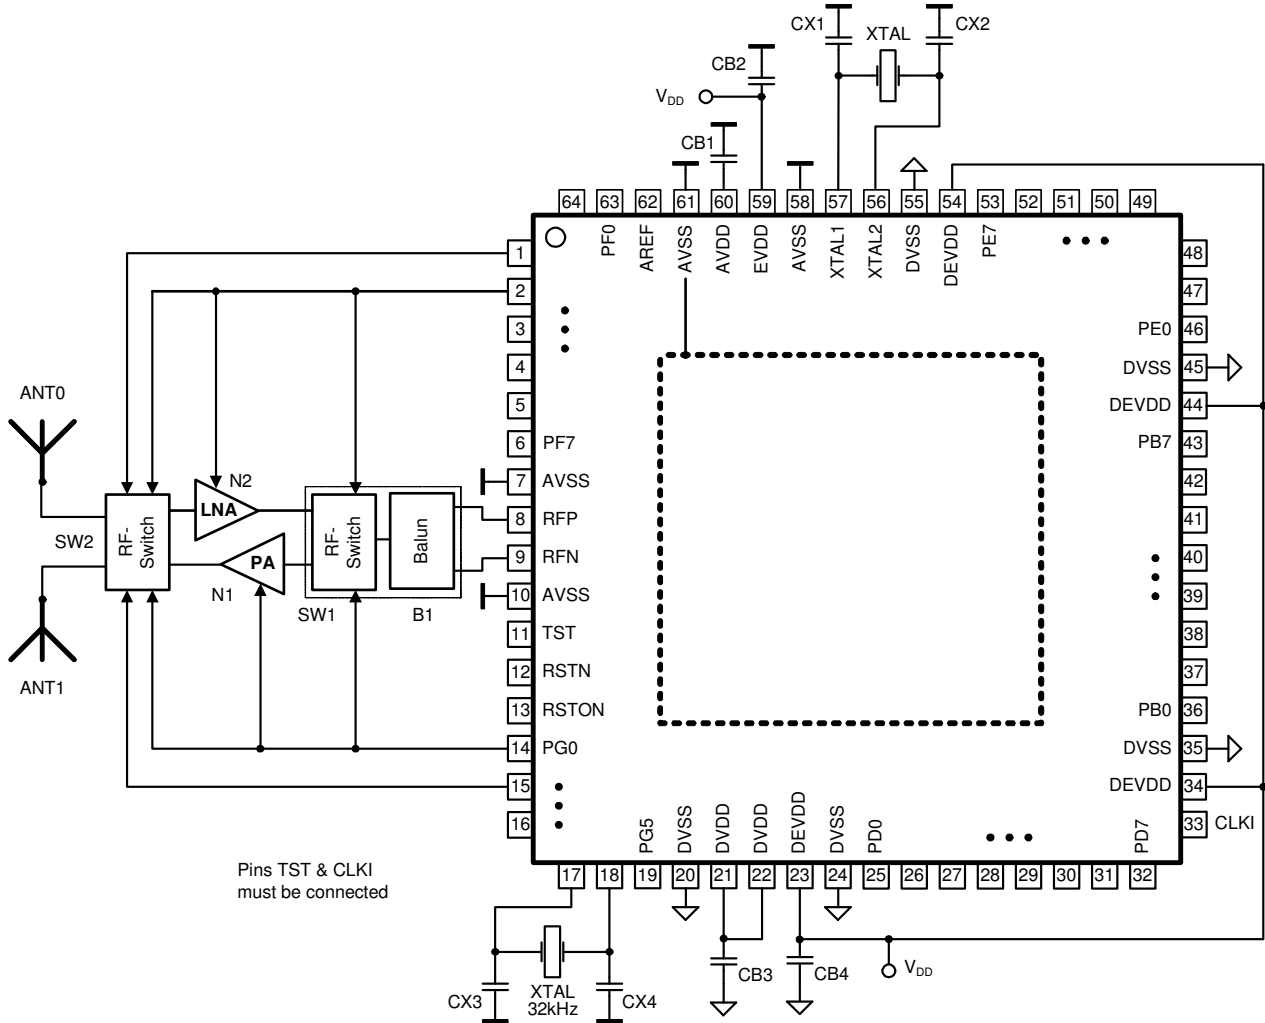 CX1
XTAL
CX2
CB2
V_DD
CB1
64 63 62 61 60 59 58 57 56 55 54 53 52 51 50 49
PF0
AREF
AVSS
AVDD
EVDD
AVSS
XTAL1
XTAL2
DVSS
DEVDD
PE7
1
2
3
4
5
6 PF7
7 AVSS
8 RFP
9 RFN
10 AVSS
11 TST
12 RSTN
13 RSTON
14 PG0
15
16
48
47
PE0 46
DVSS 45
DEVDD 44
PB7 43
42
41
40
39
38
37
PB0 36
DVSS 35
DEVDD 34
33 CLKI
ANT0
N2
LNA
SW2
RF-
Switch
PA
N1
RF-
Switch
Balun
SW1
B1
ANT1
PG5
DVSS
DVDD
DVDD
DEVDD
DVSS
PD0
PD7
17 18 19 20 21 22 23 24 25 26 27 28 29 30 31 32
Pins TST & CLKI
must be connected
CX3
XTAL
32kHz
CX4
CB3
CB4
V_DD